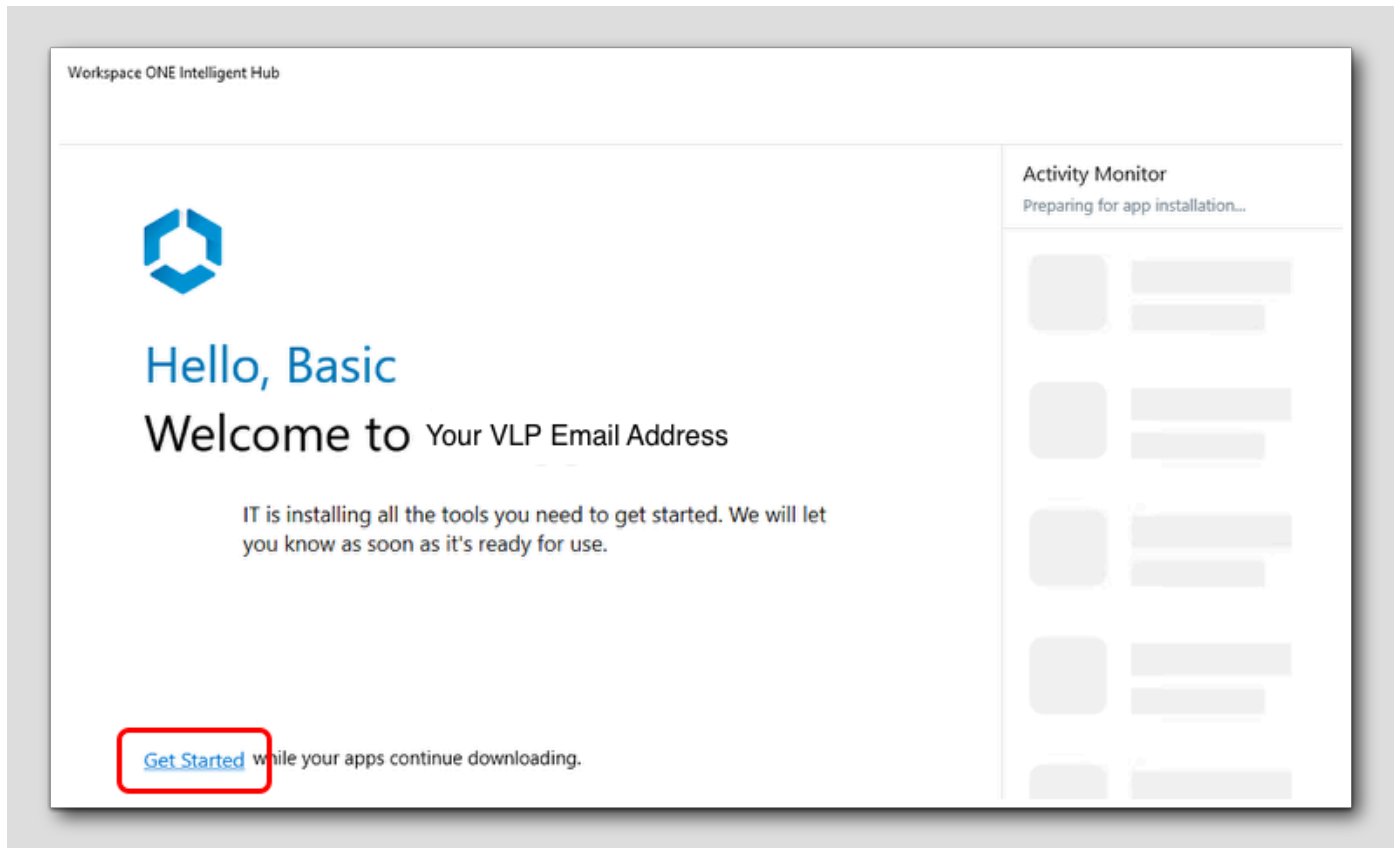 Workspace ONE Intelligent Hub
Activity Monitor
Preparing for app installation...
Hello, Basic
Welcome to Your VLP Email Address
IT is installing all the tools you need to get started. We will let
you know as soon as it's ready for use.
Get Started while your apps continue downloading.